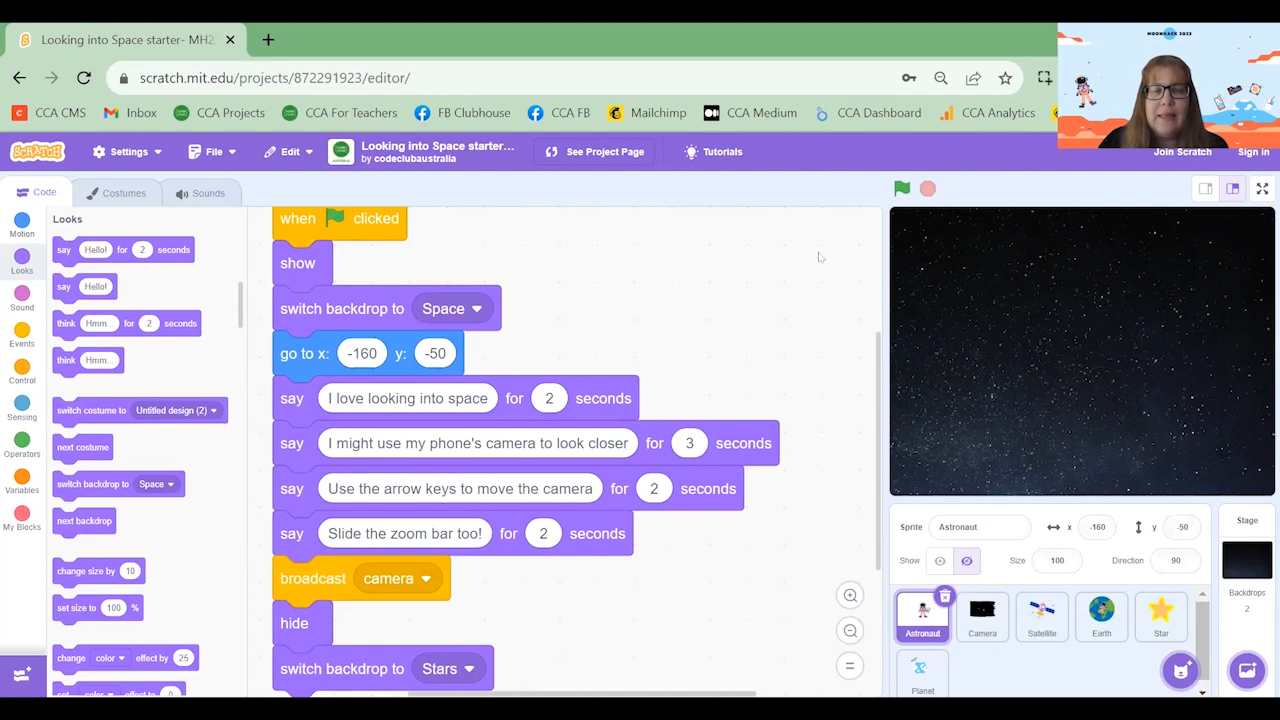 Looking into Space starter- MH2
scratch.mit.edu/projects/872291923/editor/
CCA CMS Inbox CCA Projects CCA For Teachers FB Clubhouse CCA FB Mailchimp CCA Medium CCA Dashboard CCA Analytics
MOONHACK 2023
SCRATCH Settings File Edit Looking into Space starter... by codeclubaustralia See Project Page Tutorials Join Scratch Sign in
Code Costumes Sounds
Motion
Looks
Sound
Events
Control
Sensing
Operators
Variables
My Blocks
Looks
say Hello! for 2 seconds
say Hello!
think Hmm... for 2 seconds
think Hmm...
switch costume to Untitled design (2)
next costume
switch backdrop to Space
next backdrop
change size by 10
set size to 100 %
change color effect by 25
set color effect to 0
when clicked
show
switch backdrop to Space
go to x: -160 y: -50
say I love looking into space for 2 seconds
say I might use my phone's camera to look closer for 3 seconds
say Use the arrow keys to move the camera for 2 seconds
say Slide the zoom bar too! for 2 seconds
broadcast camera
hide
switch backdrop to Stars
Sprite Astronaut x -160 y -50
Show Size 100 Direction 90
Astronaut Camera Satellite Earth Star
Planet
Stage
Backdrops
2